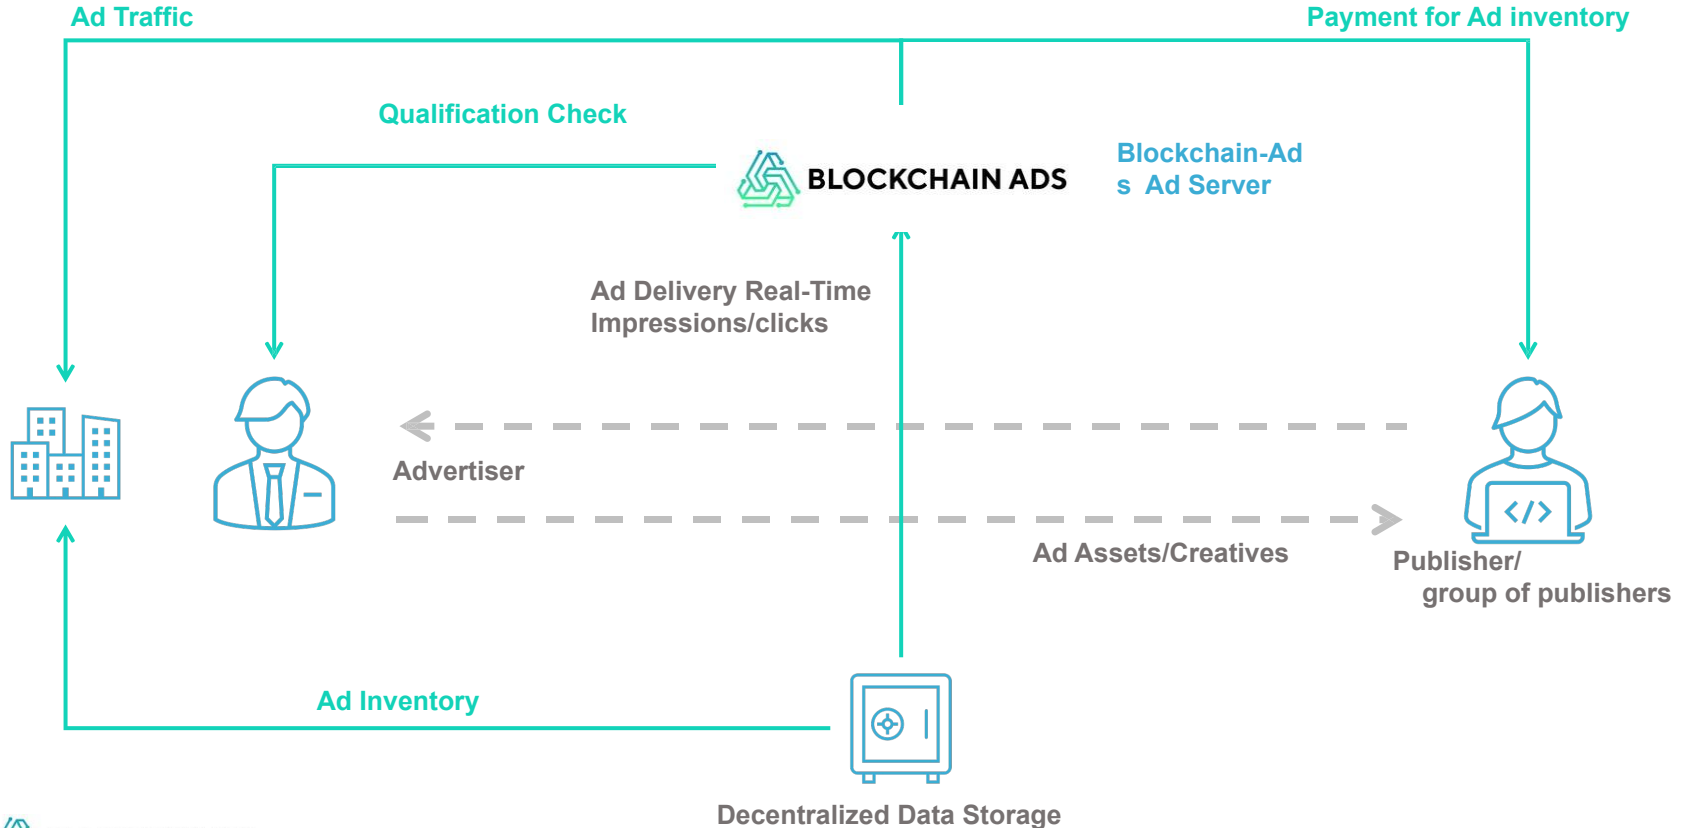 Ad Traffic
Payment for Ad inventory
Qualification Check
BLOCKCHAIN ADS
Blockchain-Ad
s Ad Server
Ad Delivery Real-Time
Impressions/clicks
Advertiser
</>
Ad Assets/Creatives
Publisher/
group of publishers
Ad Inventory
Decentralized Data Storage